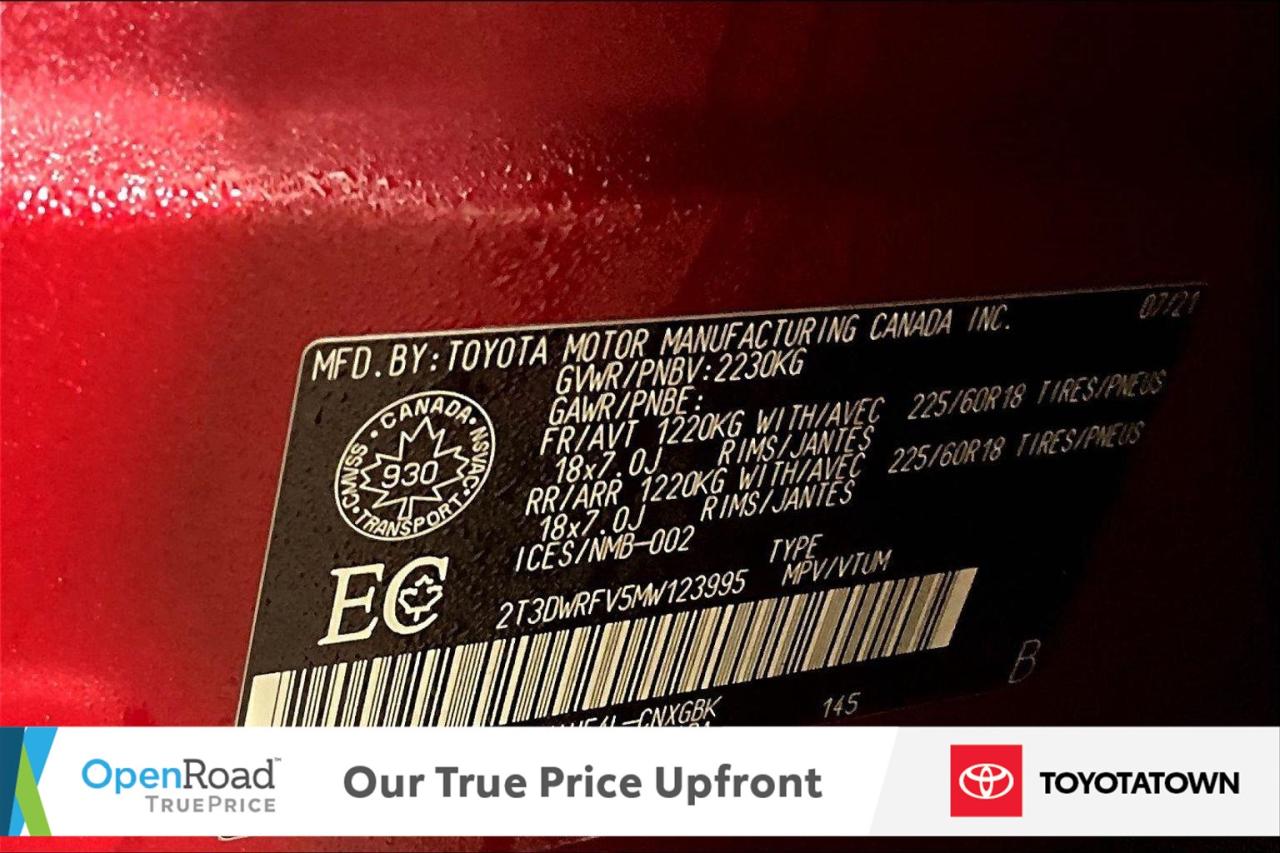 07/21
MFD.BY:TOYOTA MOTOR MANUFACTURING CANADA INC.
GVWR/PNBV:2230KG
GAWR/PNBE:
FR/AVT 1220KG WITH/AVEC 225/60R18 TIRES/PNEUS
18x7.0J RIMS/JANTES
RR/ARR 1220KG WITH/AVEC 225/60R18 TIRES/PNEUS
18x7.0J RIMS/JANTES
ICES/NMB-002
CANADA
CMVSS NSVAC
930
TRANSPORT
EC
TYPE
2T3DWRFV5MW123995 MPV/VTUM
B
CNXGBK 145
OpenRoad™
TRUEPRICE
Our True Price Upfront
TOYOTATOWN